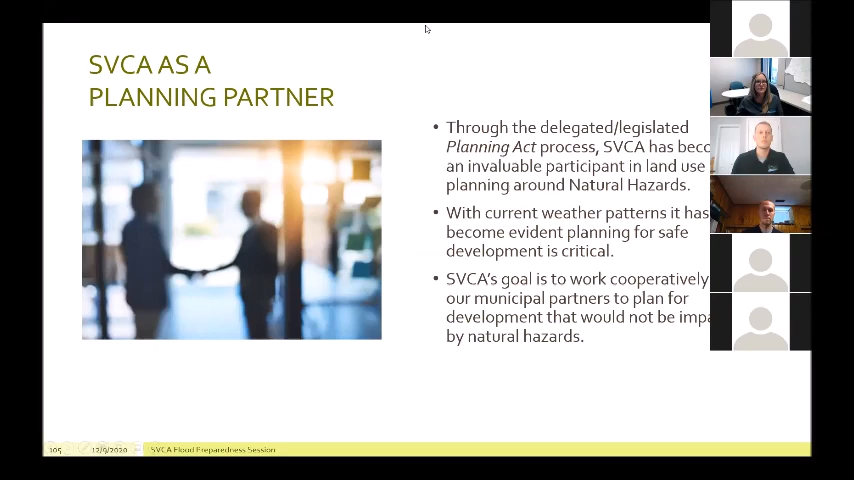 SVCA AS A
PLANNING PARTNER
• Through the delegated/legislated
Planning Act process, SVCA has beco
an invaluable participant in land use
planning around Natural Hazards.
• With current weather patterns it has
become evident planning for safe
development is critical.
• SVCA's goal is to work cooperatively
our municipal partners to plan for
development that would not be impa
by natural hazards.
105 12/9/2020 SVCA Flood Preparedness Session